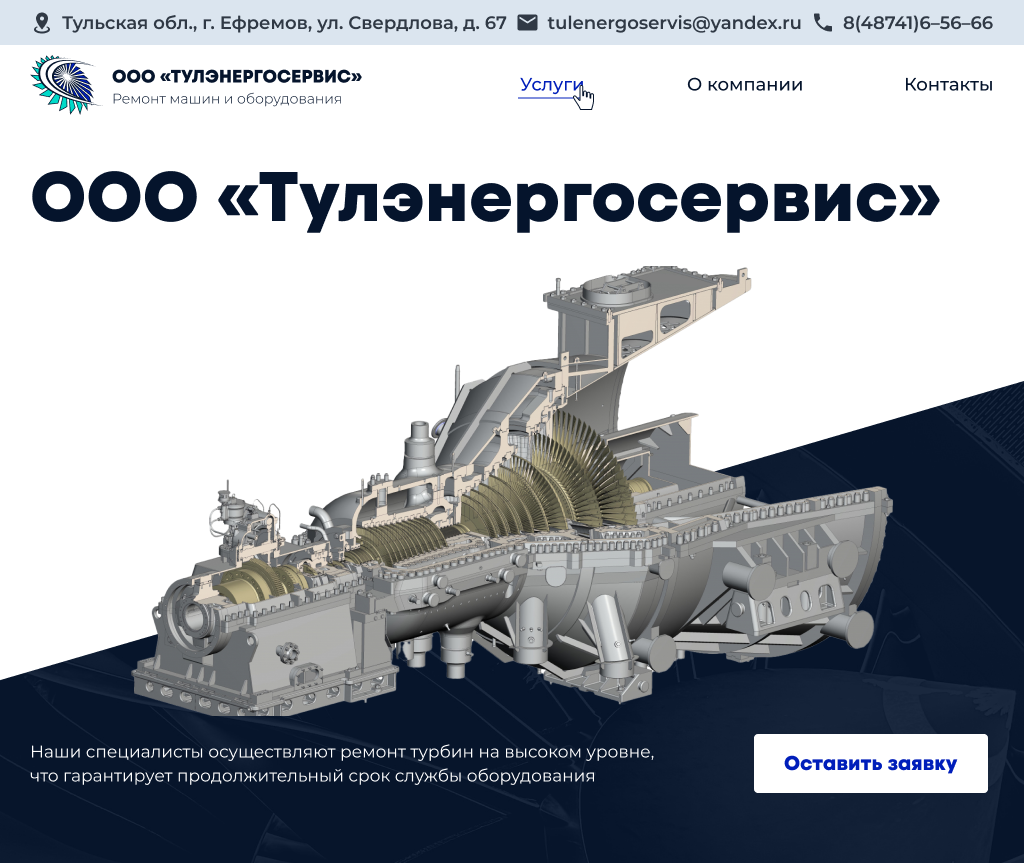 Тульская обл., г. Ефремов, ул. Свердлова, д. 67 tulenergoservis@yandex.ru 8(48741)6–56–66
ООО «ТУЛЭНЕРГОСЕРВИС»
Ремонт машин и оборудования
Услуги О компании Контакты
ООО «Тулэнергосервис»
Наши специалисты осуществляют ремонт турбин на высоком уровне,
что гарантирует продолжительный срок службы оборудования
Оставить заявку